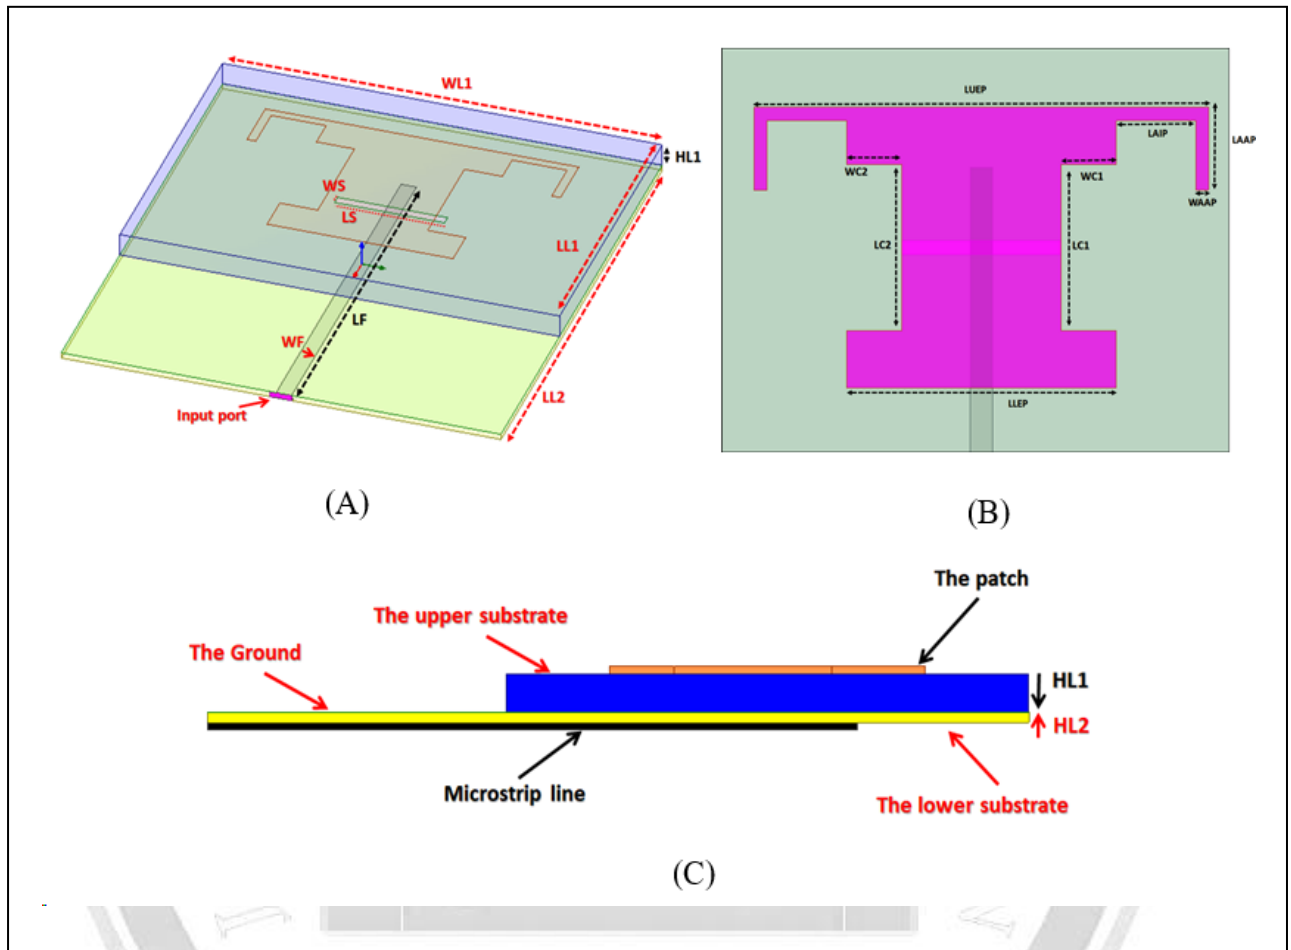 WL1
HL1
WS
LS
LL1
LF
WF
LL2
Input port
(A)
LUEP
LAIP
LAAP
WC2
WC1
WAAP
LC2
LC1
LLEP
(B)
The patch
The upper substrate
The Ground
HL1
HL2
Microstrip line
The lower substrate
(C)